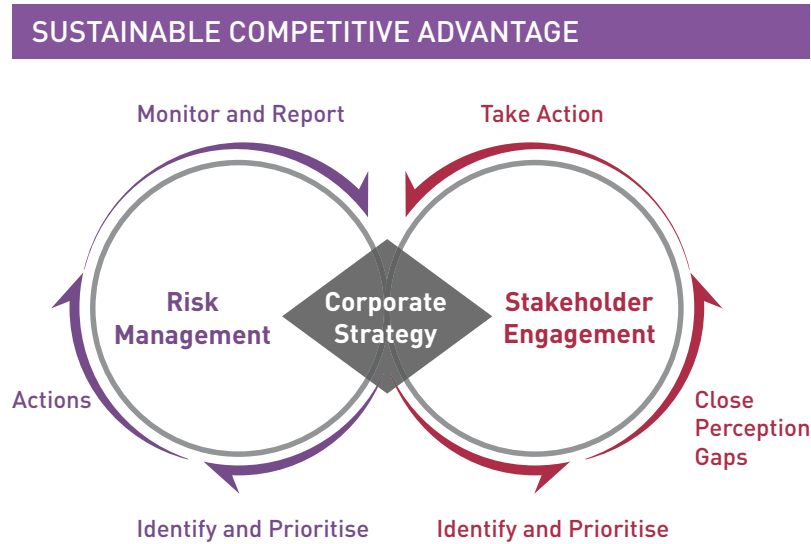 SUSTAINABLE COMPETITIVE ADVANTAGE
Monitor and Report
Take Action
Risk
Management
Corporate
Strategy
Stakeholder
Engagement
Actions
Close
Perception
Gaps
Identify and Prioritise
Identify and Prioritise